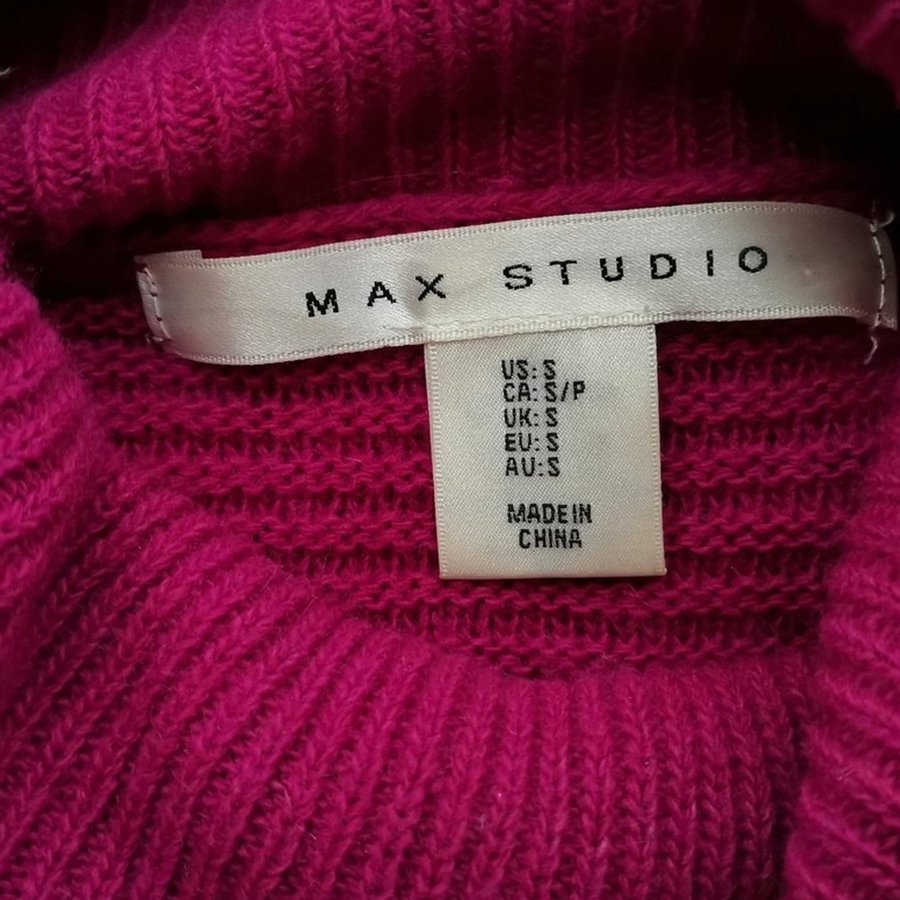 MAX STUDIO
US: S
CA: S/P
UK: S
EU: S
AU: S
MADE IN
CHINA